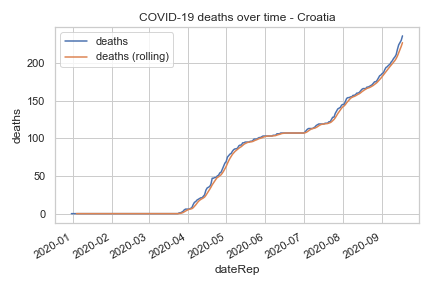 COVID-19 deaths over time - Croatia
deaths
deaths (rolling)
deaths
200
150
100
50
0
2020-01
2020-02
2020-03
2020-04
2020-05
2020-06
2020-07
2020-08
2020-09
dateRep